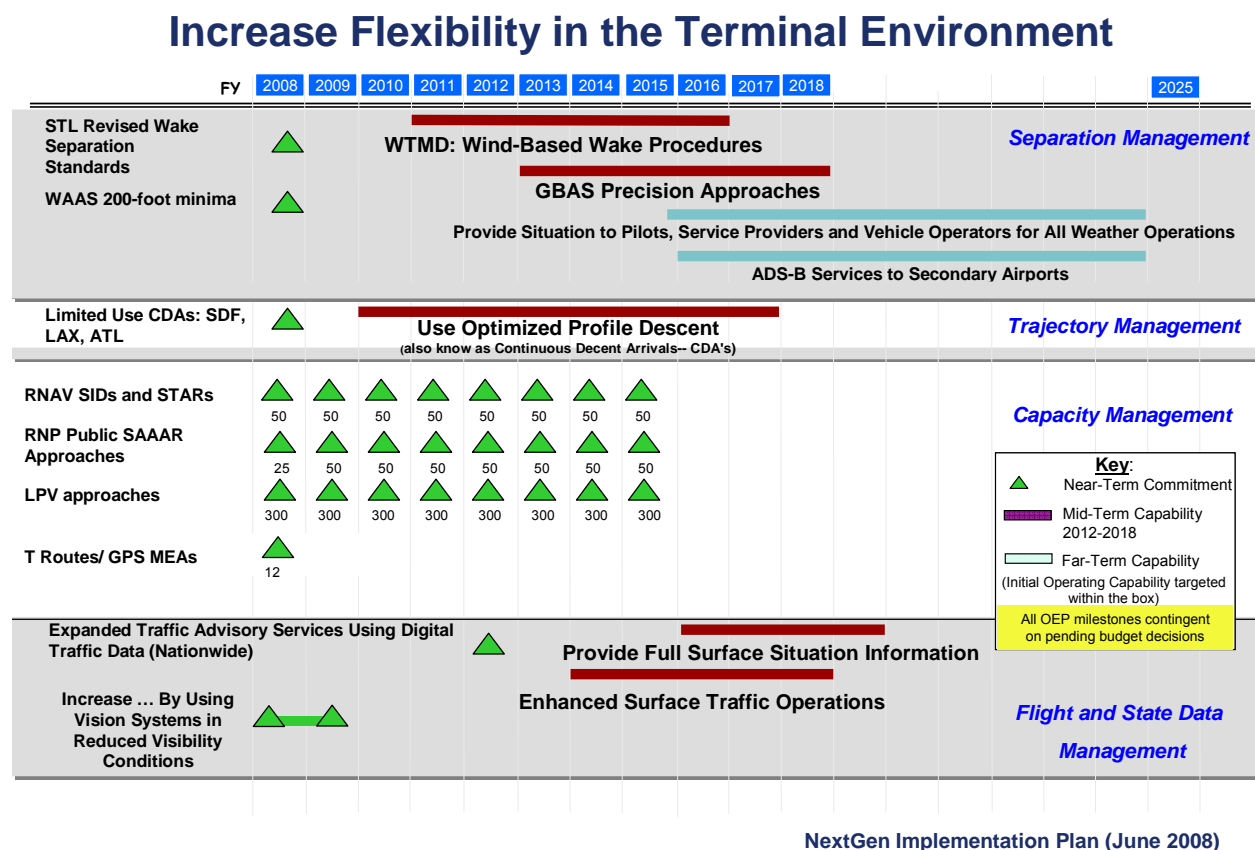 Increase Flexibility in the Terminal Environment
FY 2008 2009 2010 2011 2012 2013 2014 2015 2016 2017 2018 2025
STL Revised Wake
Separation
Standards
WTMD: Wind-Based Wake Procedures
Separation Management
GBAS Precision Approaches
WAAS 200-foot minima
Provide Situation to Pilots, Service Providers and Vehicle Operators for All Weather Operations
ADS-B Services to Secondary Airports
Limited Use CDAs: SDF,
LAX, ATL
Use Optimized Profile Descent
(also know as Continuous Decent Arrivals-- CDA's)
Trajectory Management
RNAV SIDs and STARs
50 50 50 50 50 50 50 50
Capacity Management
RNP Public SAAAR
Approaches
25 50 50 50 50 50 50 50
LPV approaches
300 300 300 300 300 300 300 300
T Routes/ GPS MEAs
12
Key:
Near-Term Commitment
Mid-Term Capability
2012-2018
Far-Term Capability
(Initial Operating Capability targeted
within the box)
All OEP milestones contingent
on pending budget decisions
Expanded Traffic Advisory Services Using Digital
Traffic Data (Nationwide)
Provide Full Surface Situation Information
Enhanced Surface Traffic Operations
Increase … By Using
Vision Systems in
Reduced Visibility
Conditions
Flight and State Data
Management
NextGen Implementation Plan (June 2008)